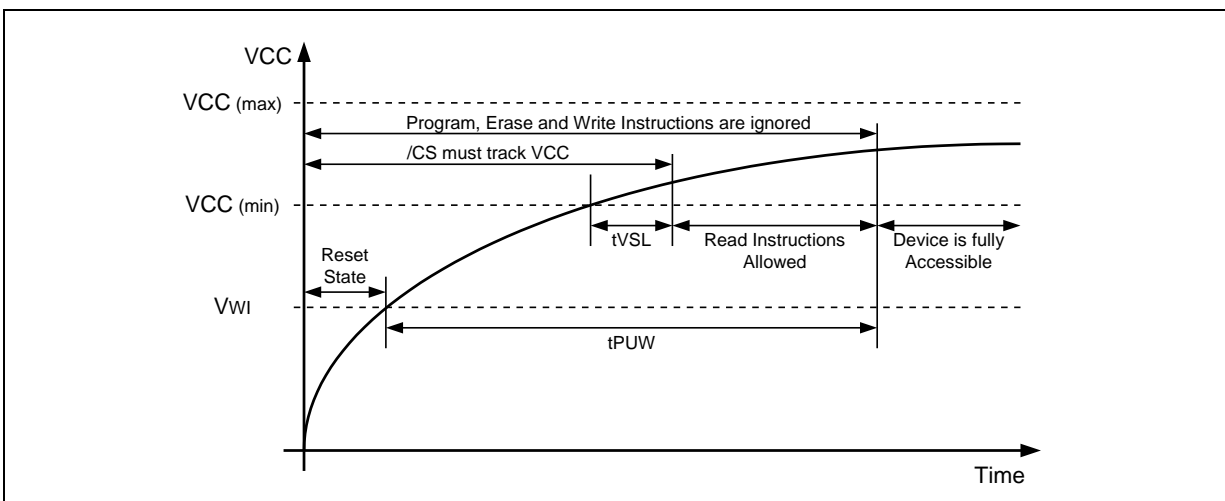 VCC
VCC (max)
Program, Erase and Write Instructions are ignored
/CS must track VCC
VCC (min)
tVSL
Read Instructions
Allowed
Device is fully
Accessible
Reset
State
VWI
tPUW
Time